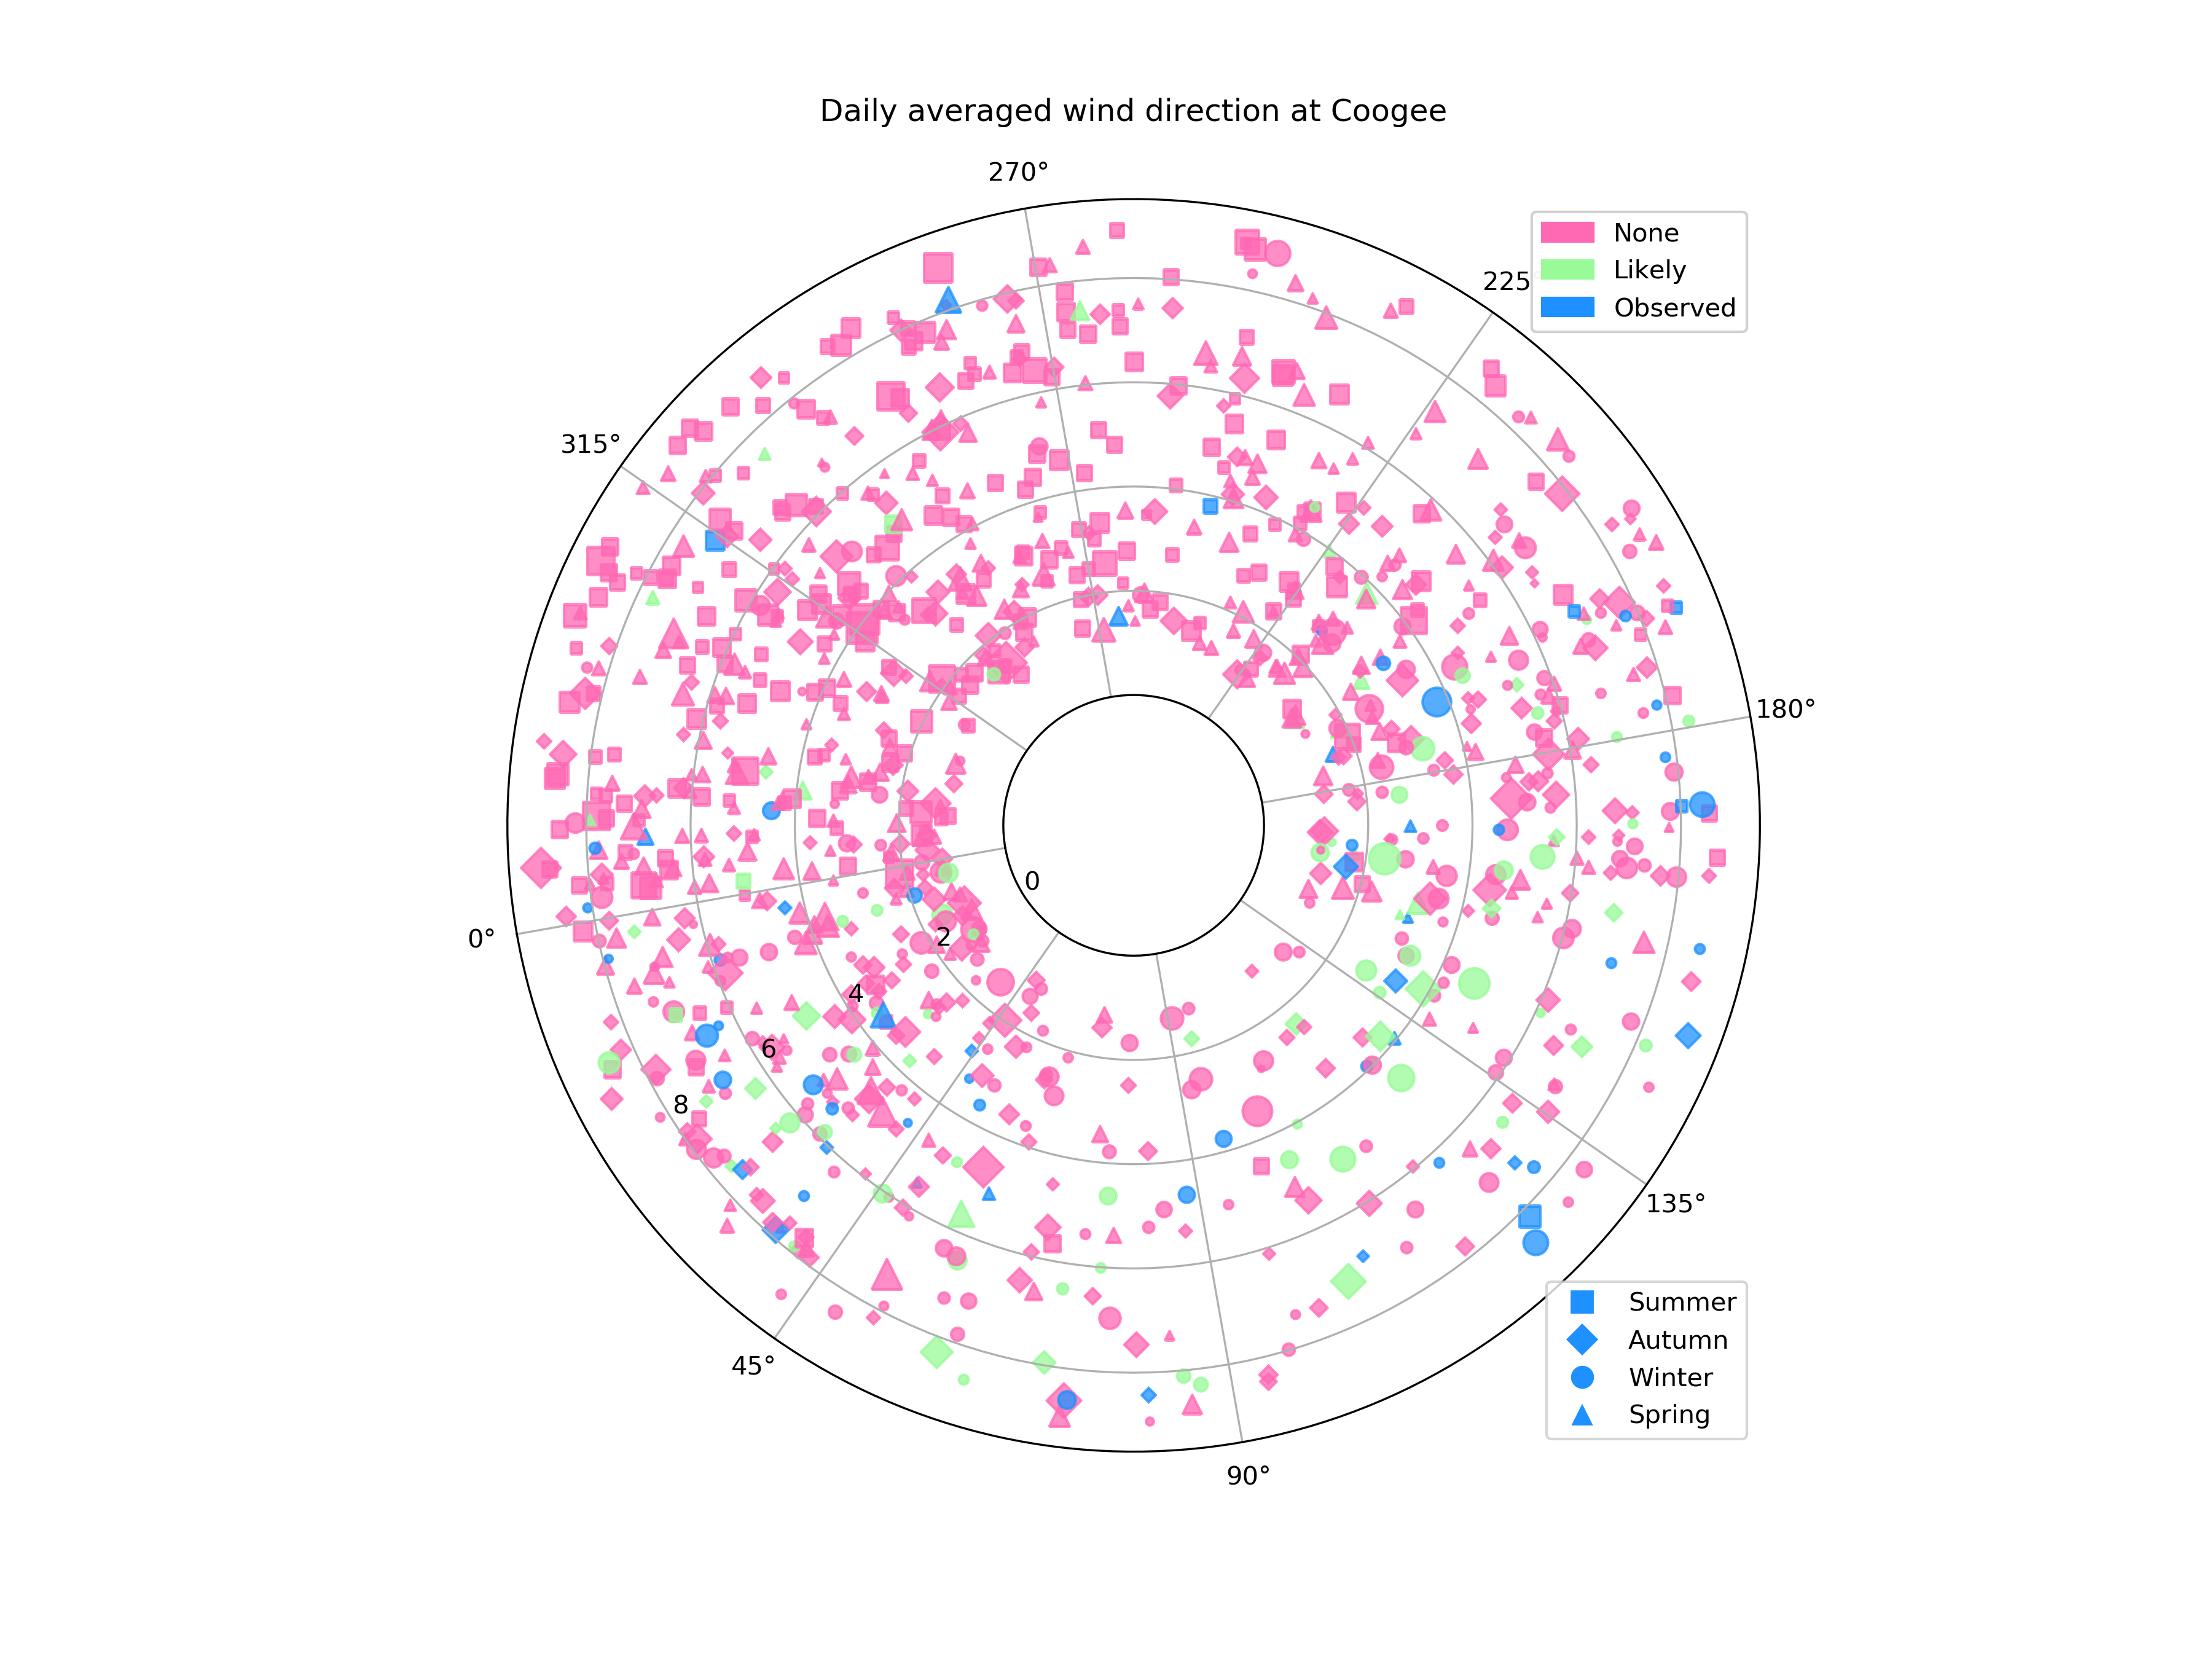 Daily averaged wind direction at Coogee
270°
225
None
Likely
Observed
315°
180°
0
0°
2
4
6
8
135°
45°
90°
Summer
Autumn
Winter
Spring